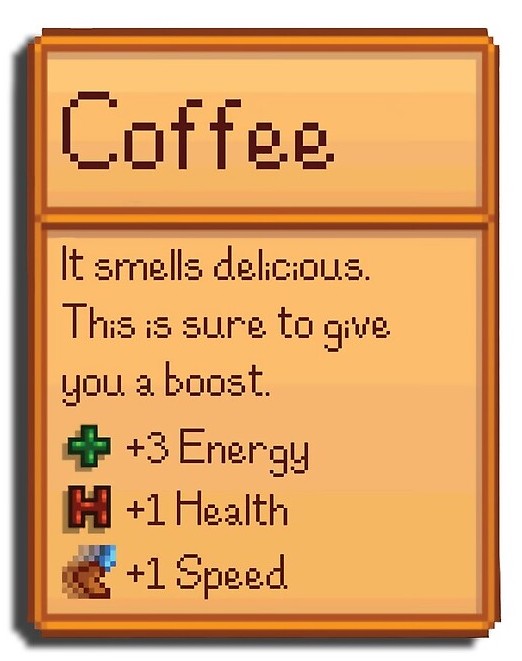 Coffee
It smells delicious.
This is sure to give
you a boost.
+3 Energy
+1 Health
+1 Speed